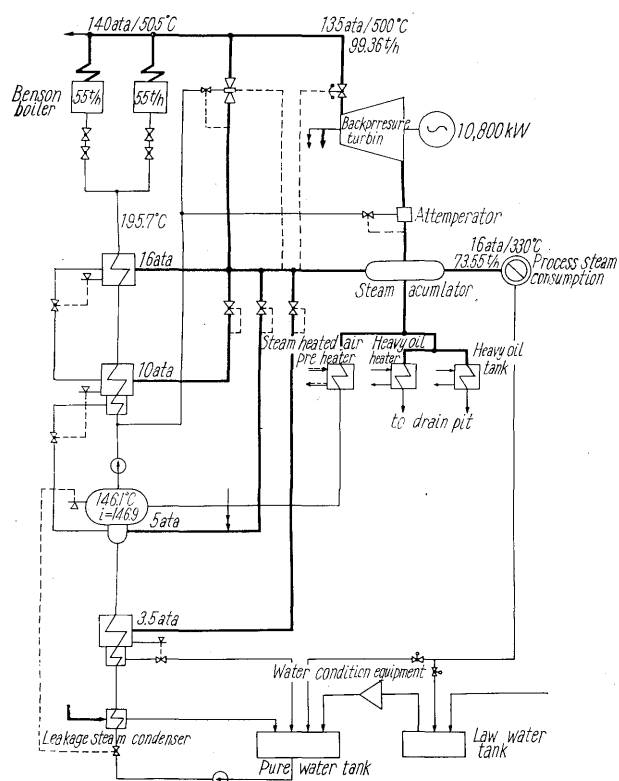 140ata/505°C
135ata/500°C
99.36t/h
Benson
boiler
55t/h
55t/h
Backprresure
turbin
10,800kW
195.7°C
Attemperator
16ata
16ata/330°C
73.55t/h
Process steam
consumption
Steam acumlator
Steam heated air
pre heater
Heavy oil
heater
Heavy oil
tank
10ata
to drain pit
146.1°C
i=146.9
5ata
3.5ata
Water condition equipment
Leakage steam condenser
Pure water tank
Law water
tank